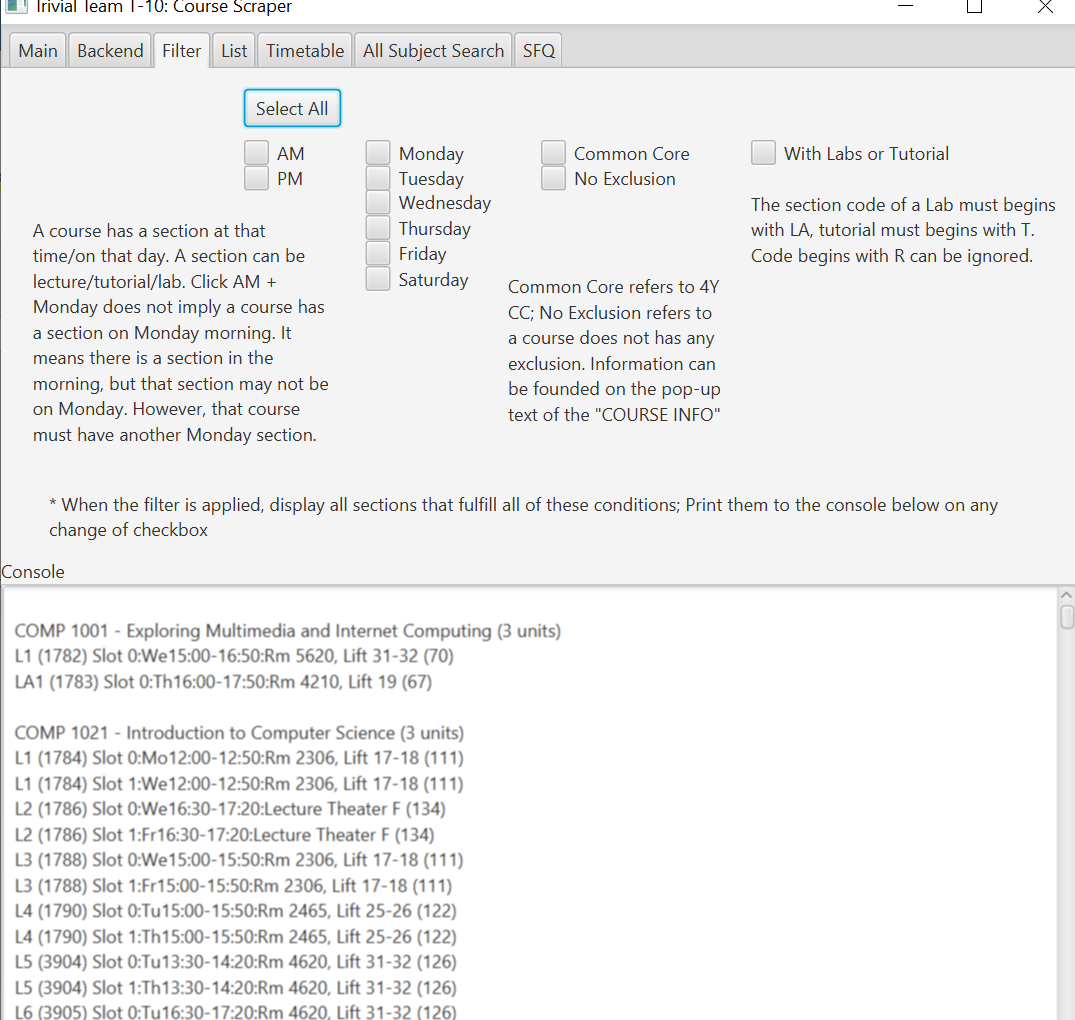 Trivial Team T-10: Course Scraper
Main Backend Filter List Timetable All Subject Search SFQ
Select All
AM
PM
Monday
Tuesday
Wednesday
Thursday
Friday
Saturday
Common Core
No Exclusion
With Labs or Tutorial
A course has a section at that
time/on that day. A section can be
lecture/tutorial/lab. Click AM +
Monday does not imply a course has
a section on Monday morning. It
means there is a section in the
morning, but that section may not be
on Monday. However, that course
must have another Monday section.
Common Core refers to 4Y
CC; No Exclusion refers to
a course does not has any
exclusion. Information can
be founded on the pop-up
text of the "COURSE INFO"
The section code of a Lab must begins
with LA, tutorial must begins with T.
Code begins with R can be ignored.
* When the filter is applied, display all sections that fulfill all of these conditions; Print them to the console below on any
change of checkbox
Console
COMP 1001 - Exploring Multimedia and Internet Computing (3 units)
L1 (1782) Slot 0:We15:00-16:50:Rm 5620, Lift 31-32 (70)
LA1 (1783) Slot 0:Th16:00-17:50:Rm 4210, Lift 19 (67)
COMP 1021 - Introduction to Computer Science (3 units)
L1 (1784) Slot 0:Mo12:00-12:50:Rm 2306, Lift 17-18 (111)
L1 (1784) Slot 1:We12:00-12:50:Rm 2306, Lift 17-18 (111)
L2 (1786) Slot 0:We16:30-17:20:Lecture Theater F (134)
L2 (1786) Slot 1:Fr16:30-17:20:Lecture Theater F (134)
L3 (1788) Slot 0:We15:00-15:50:Rm 2306, Lift 17-18 (111)
L3 (1788) Slot 1:Fr15:00-15:50:Rm 2306, Lift 17-18 (111)
L4 (1790) Slot 0:Tu15:00-15:50:Rm 2465, Lift 25-26 (122)
L4 (1790) Slot 1:Th15:00-15:50:Rm 2465, Lift 25-26 (122)
L5 (3904) Slot 0:Tu13:30-14:20:Rm 4620, Lift 31-32 (126)
L5 (3904) Slot 1:Th13:30-14:20:Rm 4620, Lift 31-32 (126)
L6 (3905) Slot 0:Tu16:30-17:20:Rm 4620, Lift 31-32 (126)